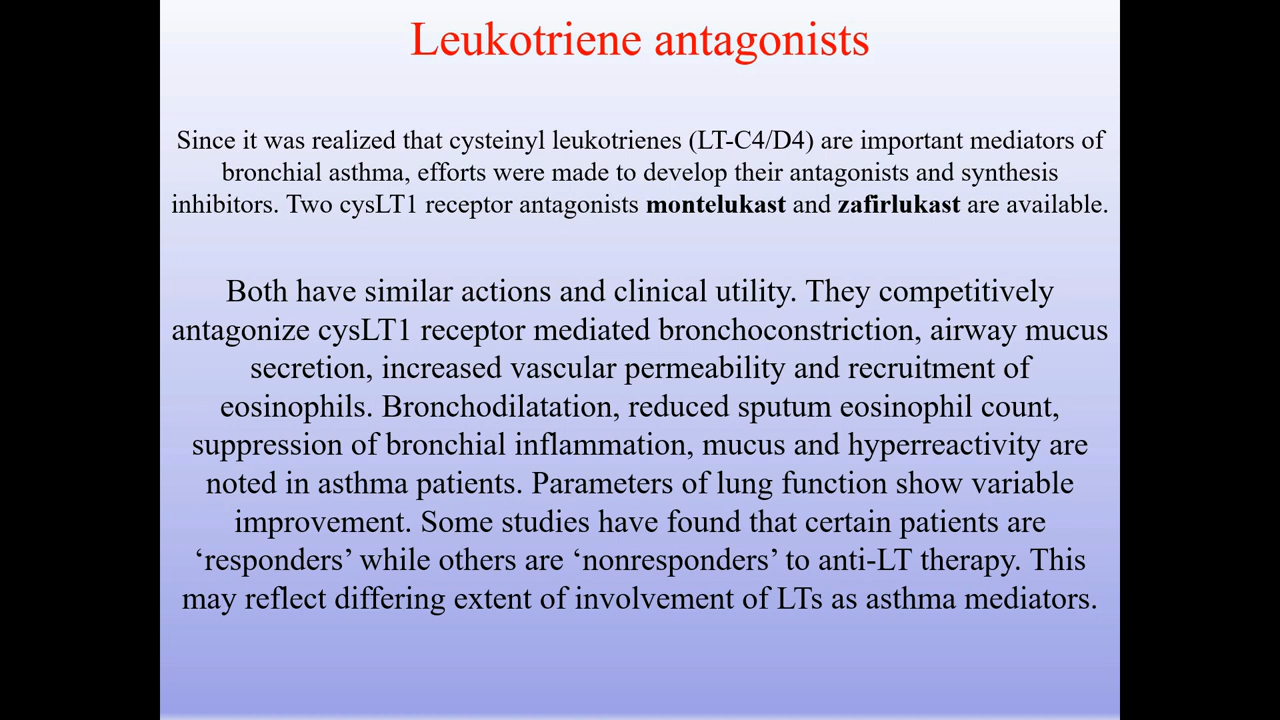 Leukotriene antagonists
Since it was realized that cysteinyl leukotrienes (LT-C4/D4) are important mediators of
bronchial asthma, efforts were made to develop their antagonists and synthesis
inhibitors. Two cysLT1 receptor antagonists montelukast and zafirlukast are available.
Both have similar actions and clinical utility. They competitively
antagonize cysLT1 receptor mediated bronchoconstriction, airway mucus
secretion, increased vascular permeability and recruitment of
eosinophils. Bronchodilatation, reduced sputum eosinophil count,
suppression of bronchial inflammation, mucus and hyperreactivity are
noted in asthma patients. Parameters of lung function show variable
improvement. Some studies have found that certain patients are
‘responders’ while others are ‘nonresponders’ to anti-LT therapy. This
may reflect differing extent of involvement of LTs as asthma mediators.